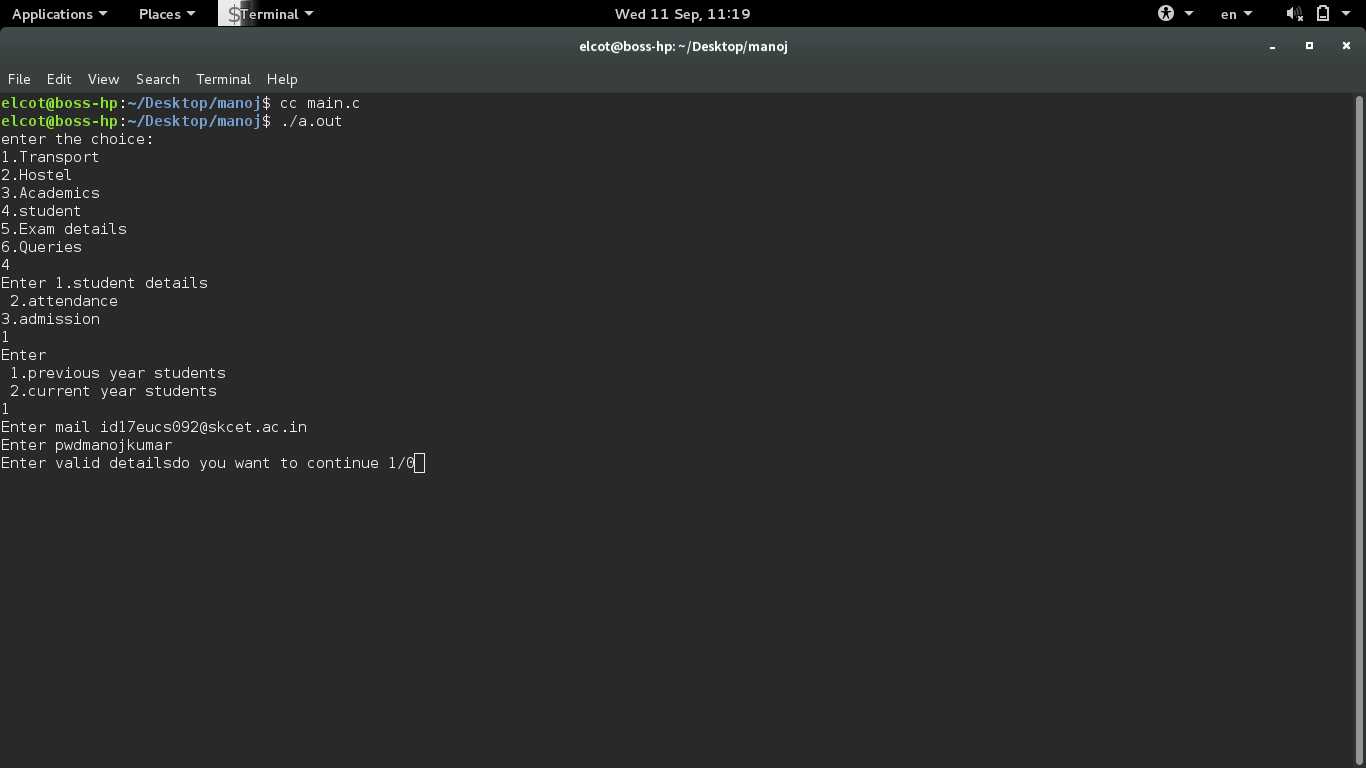 Applications Places $Terminal Wed 11 Sep, 11:19 en
elcot@boss-hp: ~/Desktop/manoj
File Edit View Search Terminal Help
elcot@boss-hp:~/Desktop/manoj$ cc main.c
elcot@boss-hp:~/Desktop/manoj$ ./a.out
enter the choice:
1.Transport
2.Hostel
3.Academics
4.student
5.Exam details
6.Queries
4
Enter 1.student details
 2.attendance
3.admission
1
Enter
 1.previous year students
 2.current year students
1
Enter mail id17eucs092@skcet.ac.in
Enter pwdmanojkumar
Enter valid detailsdo you want to continue 1/0